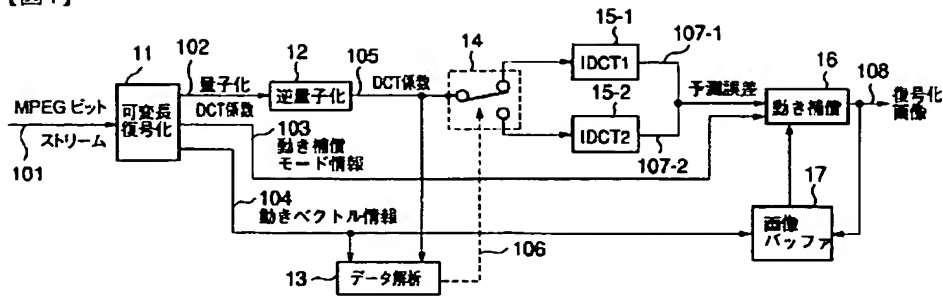 【図1】
11
MPEG ビット
ストリーム
101
可変長
復号化
102
量子化
DCT係数
12
逆量子化
105
DCT係数
103
動き補償
モード情報
104
動きベクトル情報
13
データ解析
14
106
15-1
IDCT1
107-1
15-2
IDCT2
107-2
予測誤差
16
動き補償
108
復号化
画像
17
画像
バッファ